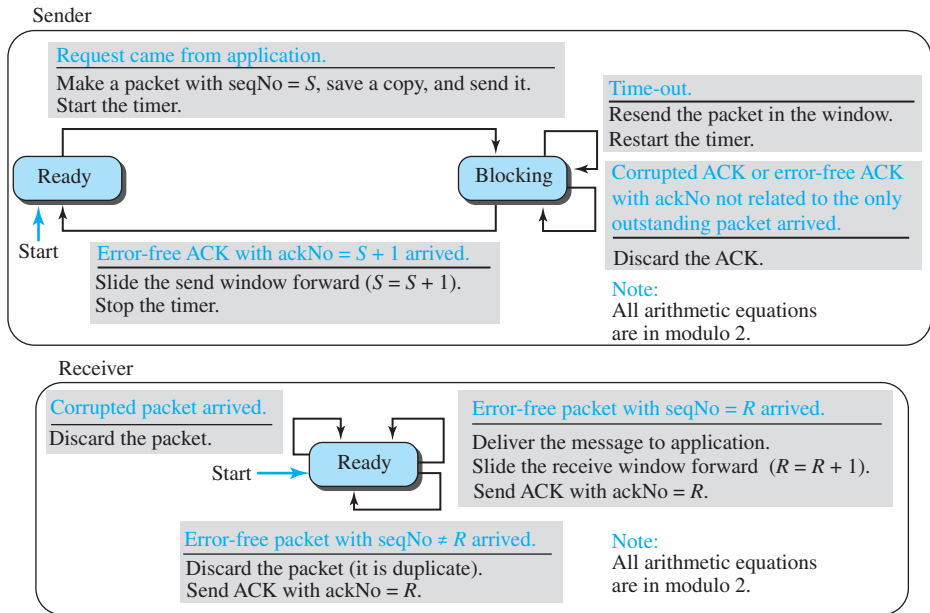 Sender
Request came from application.
Make a packet with seqNo = S, save a copy, and send it.
Start the timer.
Time-out.
Resend the packet in the window.
Restart the timer.
Ready
Blocking
Corrupted ACK or error-free ACK
with ackNo not related to the only
outstanding packet arrived.
Discard the ACK.
Start
Error-free ACK with ackNo = S + 1 arrived.
Slide the send window forward (S = S + 1).
Stop the timer.
Note:
All arithmetic equations
are in modulo 2.
Receiver
Corrupted packet arrived.
Discard the packet.
Error-free packet with seqNo = R arrived.
Deliver the message to application.
Slide the receive window forward (R = R + 1).
Send ACK with ackNo = R.
Start
Ready
Error-free packet with seqNo ≠ R arrived.
Discard the packet (it is duplicate).
Send ACK with ackNo = R.
Note:
All arithmetic equations
are in modulo 2.